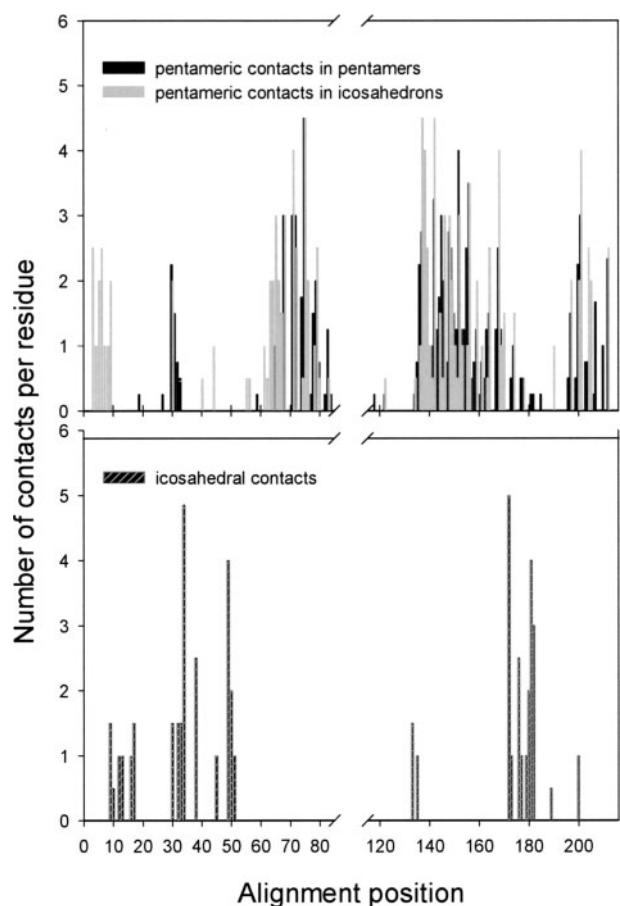 6
pentameric contacts in pentamers
pentameric contacts in icosahedrons
5
4
3
2
1
0
Number of contacts per residue
6
icosahedral contacts
5
4
3
2
1
0
0 10 20 30 40 50 60 70 80 120 140 160 180 200
Alignment position